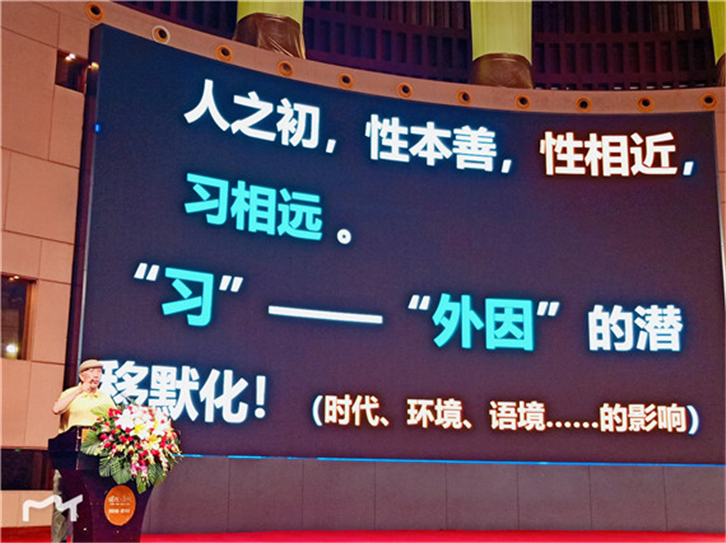 人之初，性本善，性相近，
习相远。
“习”——“外因”的潜
移默化！（时代、环境、语境……的影响）